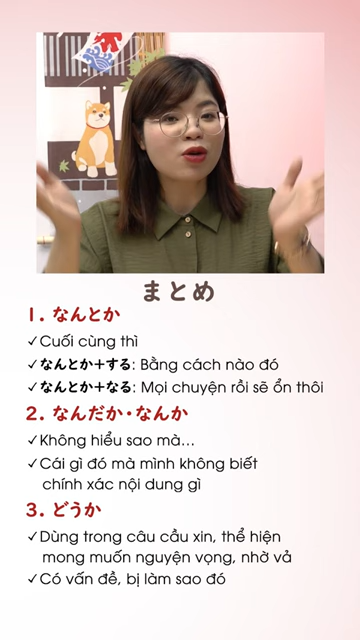 まとめ
1. なんとか
✓Cuối cùng thì
✓なんとか+する: Bằng cách nào đó
✓なんとか+なる: Mọi chuyện rồi sẽ ổn thôi
2. なんだか・なんか
✓Không hiểu sao mà...
✓Cái gì đó mà mình không biết
chính xác nội dung gì
3. どうか
✓Dùng trong câu cầu xin, thể hiện
mong muốn nguyện vọng, nhờ vả
✓Có vấn đề, bị làm sao đó